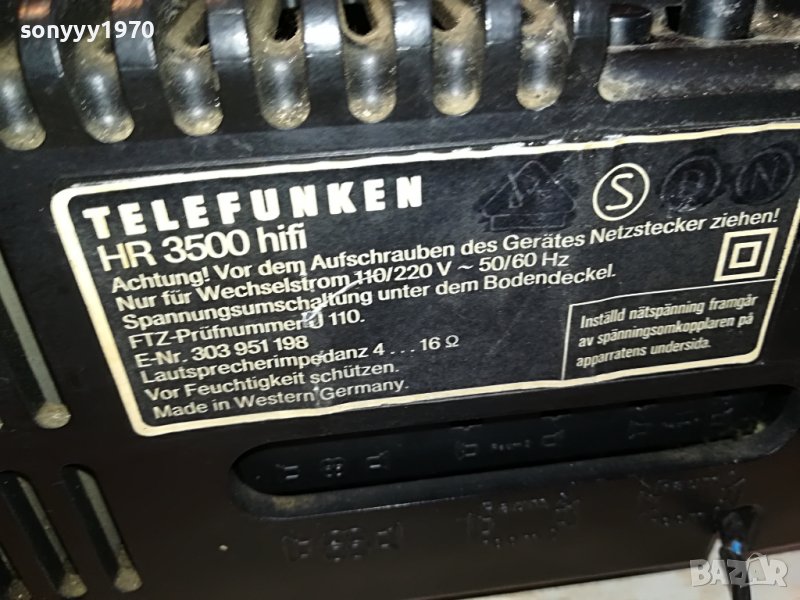 sonyyy1970
TELEFUNKEN
S D N
HR 3500 hifi
Achtung! Vor dem Aufschrauben des Gerätes Netzstecker ziehen!
Nur für Wechselstrom 110/220 V ~ 50/60 Hz
Spannungsumschaltung unter dem Bodendeckel.
FTZ-Prüfnummer U 110.
E-Nr. 303 951 198
Lautsprecherimpedanz 4 . . . 16 Ω
Vor Feuchtigkeit schützen.
Made in Western Germany.
Inställd nätspänning framgår
av spänningsomkopplaren på
apparatens undersida.
BAZAR